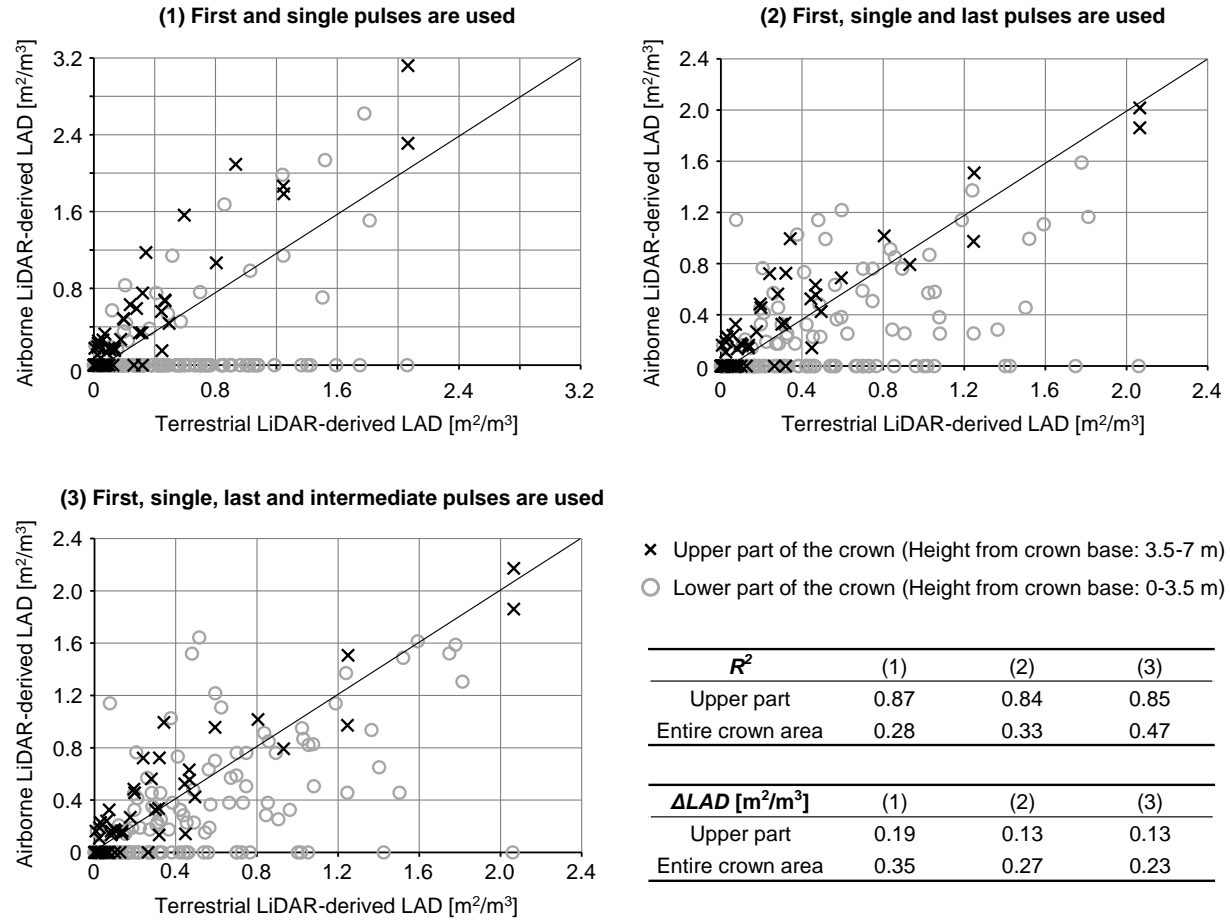 (1) First and single pulses are used
Airborne LiDAR-derived LAD [m²/m³]
3.2
2.4
1.6
0.8
0
0 0.8 1.6 2.4 3.2
Terrestrial LiDAR-derived LAD [m²/m³]
(2) First, single and last pulses are used
Airborne LiDAR-derived LAD [m²/m³]
2.4
2.0
1.6
1.2
0.8
0.4
0
0 0.4 0.8 1.2 1.6 2.0 2.4
Terrestrial LiDAR-derived LAD [m²/m³]
(3) First, single, last and intermediate pulses are used
Airborne LiDAR-derived LAD [m²/m³]
2.4
2.0
1.6
1.2
0.8
0.4
0
0 0.4 0.8 1.2 1.6 2.0 2.4
Terrestrial LiDAR-derived LAD [m²/m³]
Upper part of the crown (Height from crown base: 3.5-7 m)
Lower part of the crown (Height from crown base: 0-3.5 m)
R² (1) (2) (3)
Upper part 0.87 0.84 0.85
Entire crown area 0.28 0.33 0.47
ΔLAD [m²/m³] (1) (2) (3)
Upper part 0.19 0.13 0.13
Entire crown area 0.35 0.27 0.23